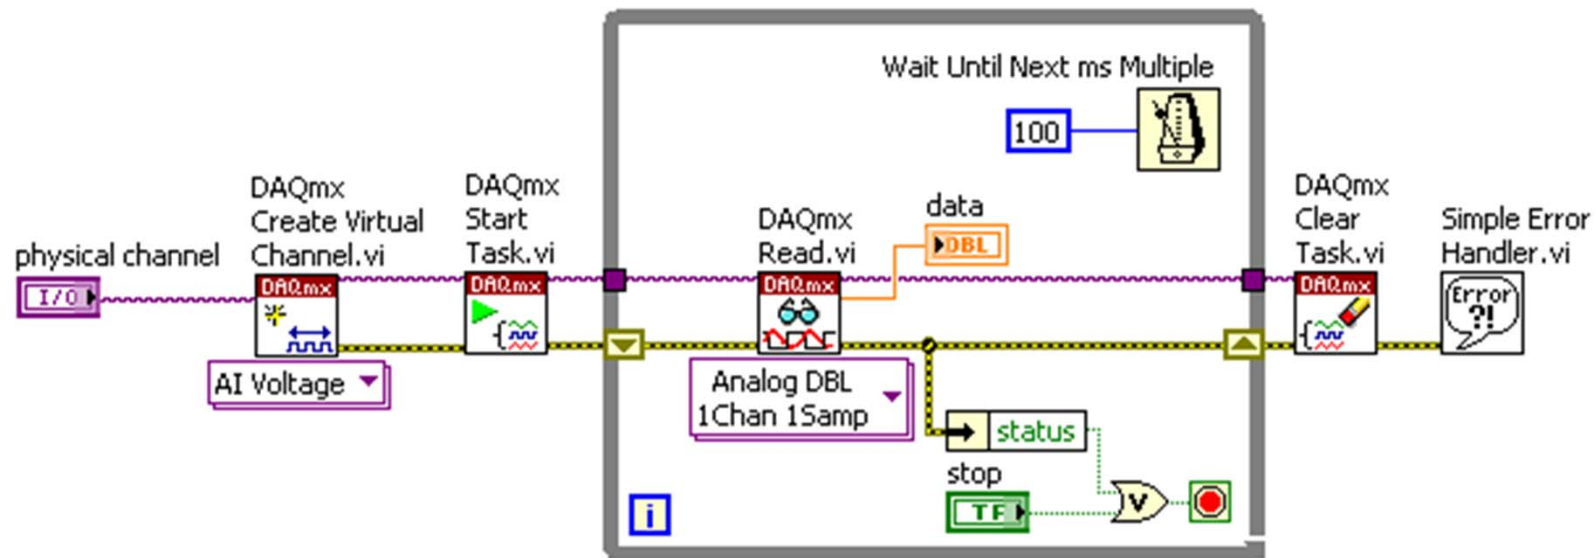 Wait Until Next ms Multiple
100
DAQmx
Create Virtual
Channel.vi
DAQmx
Start
Task.vi
DAQmx
Read.vi
data
DBL
DAQmx
Clear
Task.vi
Simple Error
Handler.vi
physical channel
I/O
DAQmx
DAQmx
DAQmx
DAQmx
Error
?!
AI Voltage
Analog DBL
1Chan 1Samp
status
stop
TF
i
V